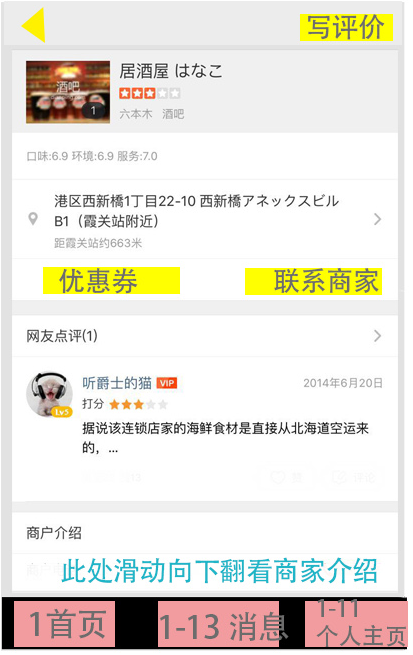 写评价
居酒屋 はなこ
酒吧
1
六本木 酒吧
口味:6.9 环境:6.9 服务:7.0
港区西新橋1丁目22-10 西新橋アネックスビル
B1（霞关站附近）
距霞关站约663米
优惠券 联系商家
网友点评(1)
听爵士的猫 VIP 2014年6月20日
Lv5
打分
据说该连锁店家的海鲜食材是直接从北海道空运来
的，...
商户介绍
此处滑动向下翻看商家介绍
1首页 1-13 消息 1-11
个人主页